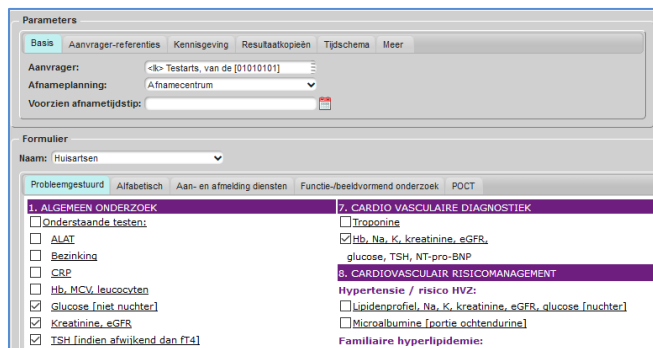 Parameters
Basis Aanvrager-referenties Kennisgeving Resultaatkopieën Tijdschema Meer
Aanvrager: <lk> Testarts, van de [01010101]
Afnameplanning: Afnamecentrum
Voorzien afnametijdstip:
Formulier
Naam: Huisartsen
Probleemgestuurd Alfabetisch Aan- en afmelding diensten Functie-/beeldvormend onderzoek POCT
1. ALGEMEEN ONDERZOEK
Onderstaande testen:
ALAT
Bezinking
CRP
Hb, MCV, leucocyten
Glucose [niet nuchter]
Kreatinine, eGFR
TSH [indien afwijkend dan fT4]
7. CARDIO VASCULAIRE DIAGNOSTIEK
Troponine
Hb, Na, K, kreatinine, eGFR,
glucose, TSH, NT-pro-BNP
8. CARDIOVASCULAIR RISICOMANAGEMENT
Hypertensie / risico HVZ:
Lipidenprofiel, Na, K, kreatinine, eGFR, glucose [nuchter]
Microalbumine [portie ochtendurine]
Familiaire hyperlipidemie: